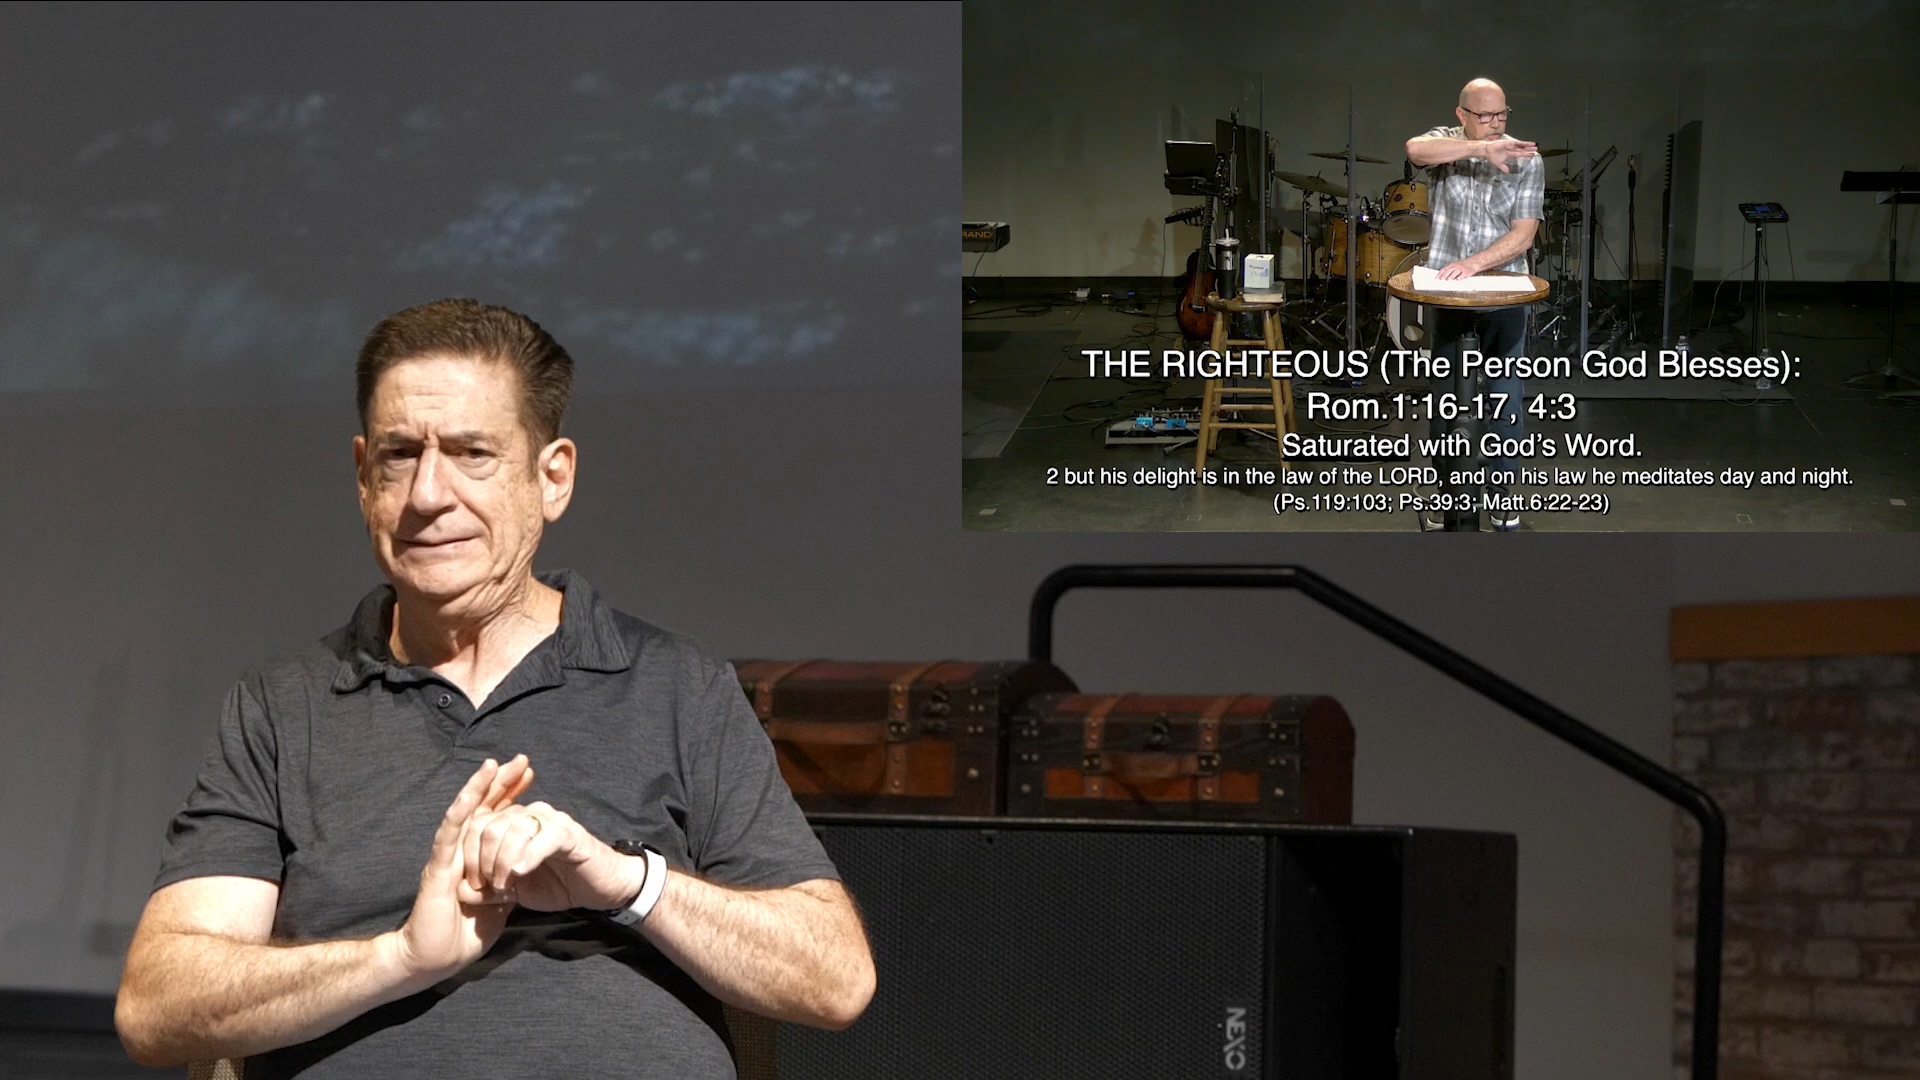 THE RIGHTEOUS (The Person God Blesses):
Rom.1:16-17, 4:3
Saturated with God's Word.
2 but his delight is in the law of the LORD, and on his law he meditates day and night.
(Ps.119:103; Ps.39:3; Matt.6:22-23)
NEXO